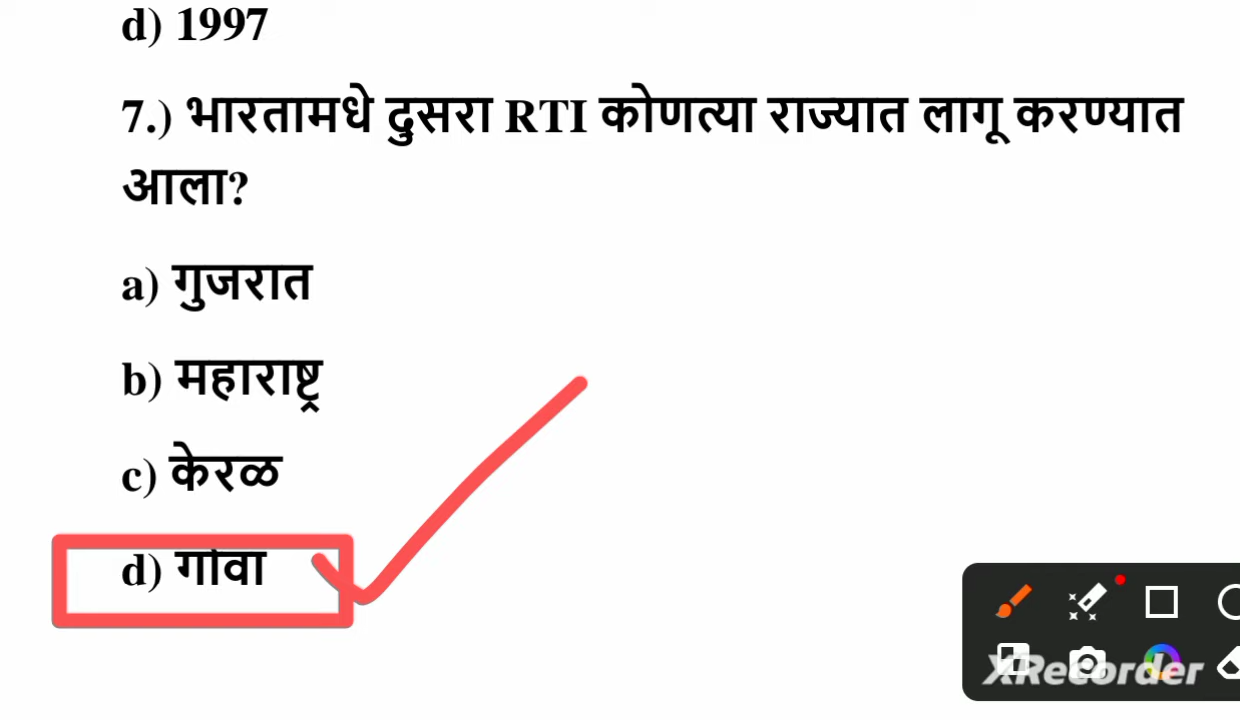 d) 1997
7.) भारतामधे दुसरा RTI कोणत्या राज्यात लागू करण्यात
आला?
a) गुजरात
b) महाराष्ट्र
c) केरळ
d) गोवा
XRecorder